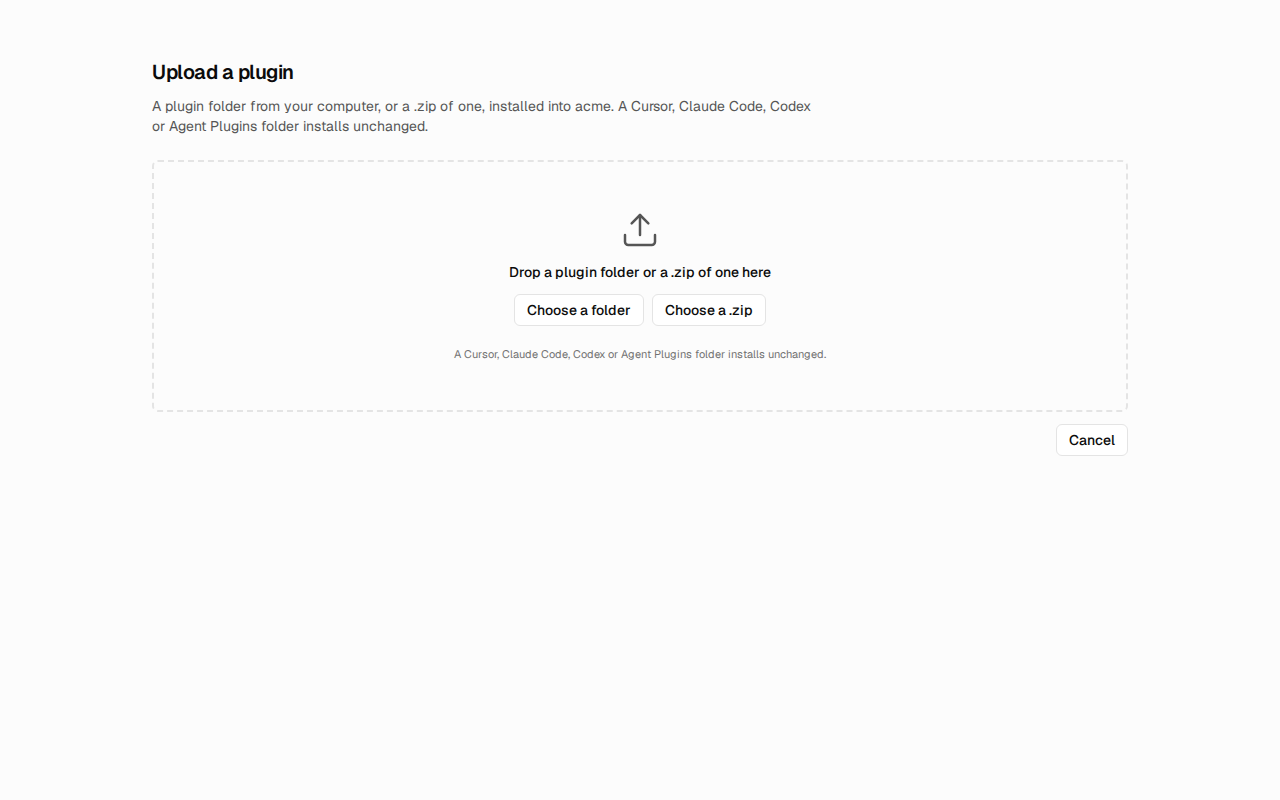 Upload a plugin
A plugin folder from your computer, or a .zip of one, installed into acme. A Cursor, Claude Code, Codex
or Agent Plugins folder installs unchanged.
Drop a plugin folder or a .zip of one here
Choose a folder
Choose a .zip
A Cursor, Claude Code, Codex or Agent Plugins folder installs unchanged.
Cancel